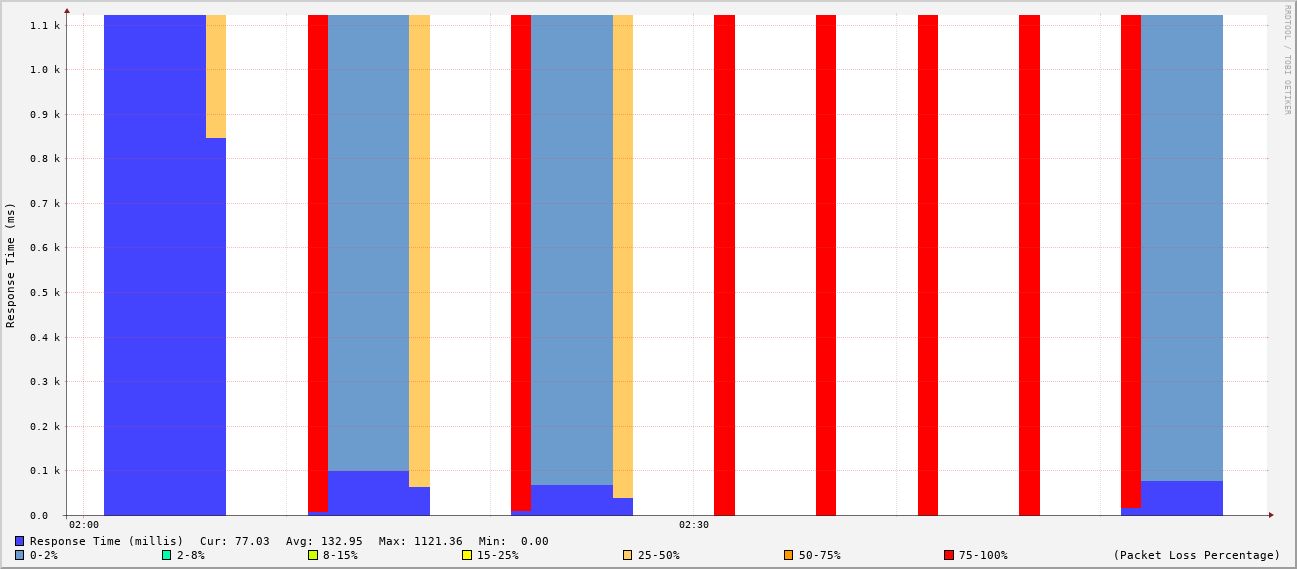 RRDTOOL / TOBI OETIKER
Response Time (ms)
1.1 k
1.0 k
0.9 k
0.8 k
0.7 k
0.6 k
0.5 k
0.4 k
0.3 k
0.2 k
0.1 k
0.0
02:00 02:30
Response Time (millis) Cur: 77.03 Avg: 132.95 Max: 1121.36 Min: 0.00
0-2% 2-8% 8-15% 15-25% 25-50% 50-75% 75-100% (Packet Loss Percentage)